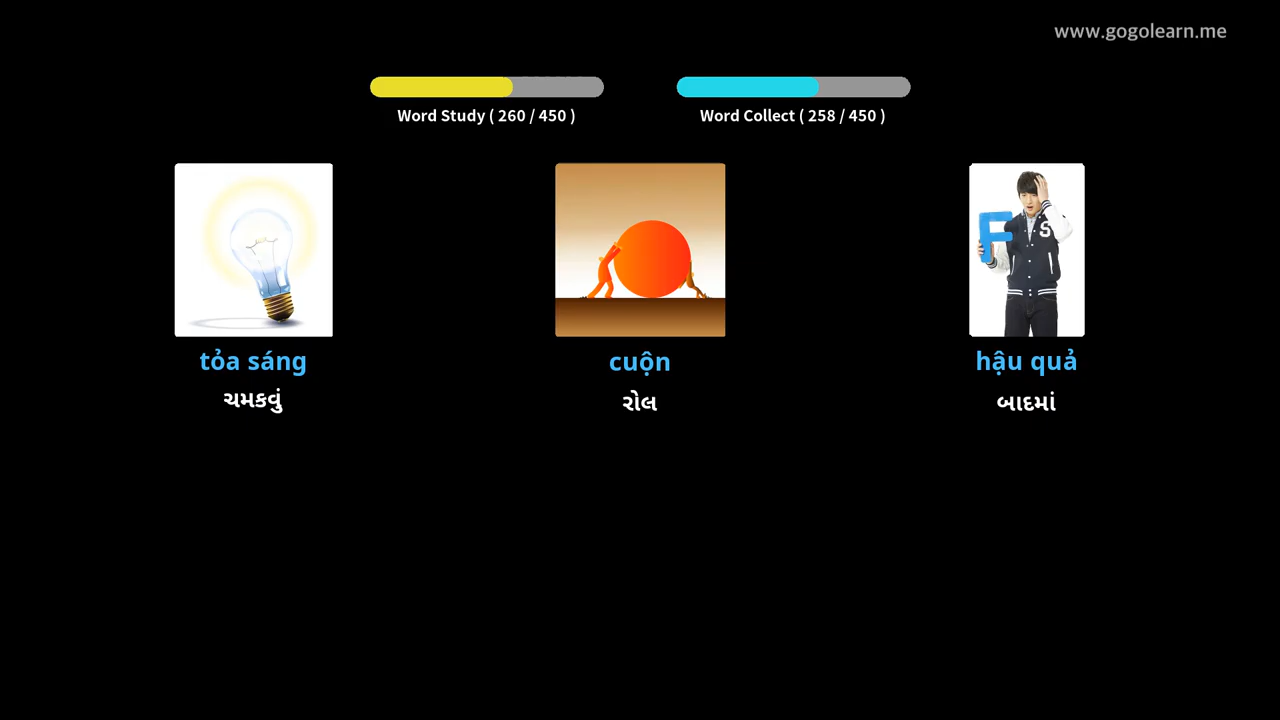 www.gogolearn.me
Word Study ( 260 / 450 )
Word Collect ( 258 / 450 )
F
S
tỏa sáng
cuộn
hậu quả
ચમકવું
રોલ
બાદમાં